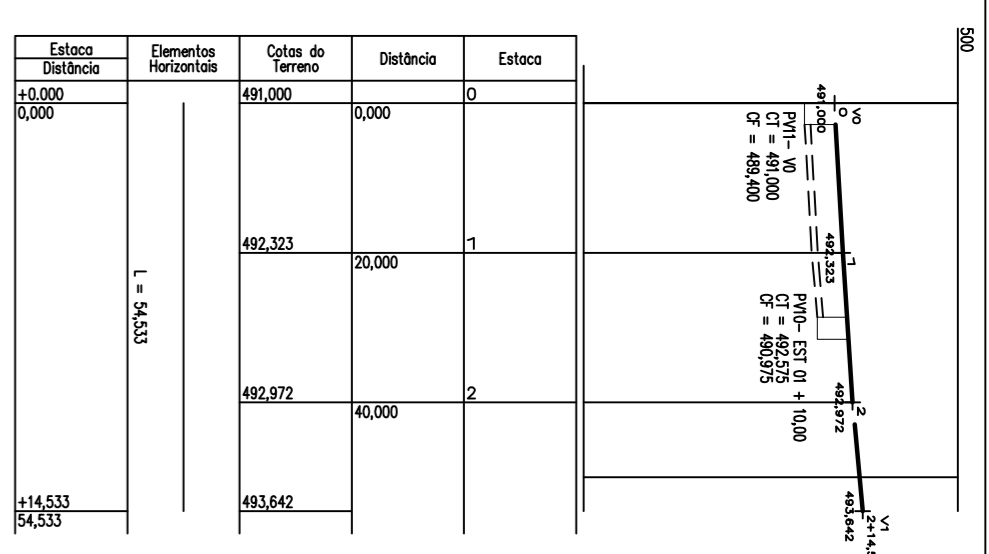 500
Estaca
Distância
Elementos
Horizontais
Cotas do
Terreno
Distância
Estaca
+0.000
0,000
491,000
0,000
0
492,323
20,000
1
L = 54,533
492,972
40,000
2
+14,533
54,533
493,642
V0
0
491,000
PV11- V0
CT = 491,000
CF = 489,400
1
492,323
PV10- EST 01 + 10,00
CT = 492,575
CF = 490,975
2
492,972
V1
2+14,5
493,642